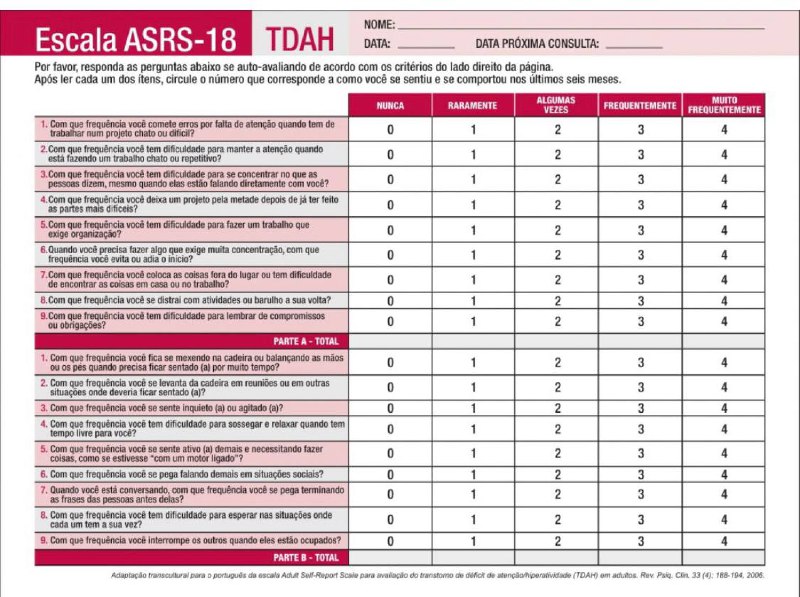 Escala ASRS-18 TDAH
NOME:
DATA: DATA PRÓXIMA CONSULTA:
Por favor, responda as perguntas abaixo se auto-avaliando de acordo com os critérios do lado direito da página.
Após ler cada um dos ítens, circule o número que corresponde a como você se sentiu e se comportou nos últimos seis meses.
NUNCA RARAMENTE ALGUMAS VEZES FREQUENTEMENTE MUITO FREQUENTEMENTE
1. Com que frequência você comete erros por falta de atenção quando tem de
trabalhar num projeto chato ou difícil?
0 1 2 3 4
2. Com que frequência você tem dificuldade para manter a atenção quando
está fazendo um trabalho chato ou repetitivo?
0 1 2 3 4
3. Com que frequência você tem dificuldade para se concentrar no que as
pessoas dizem, mesmo quando elas estão falando diretamente com você?
0 1 2 3 4
4. Com que frequência você deixa um projeto pela metade depois de já ter feito
as partes mais difíceis?
0 1 2 3 4
5. Com que frequência você tem dificuldade para fazer um trabalho que
exige organização?
0 1 2 3 4
6. Quando você precisa fazer algo que exige muita concentração, com que
frequência você evita ou adia o início?
0 1 2 3 4
7. Com que frequência você coloca as coisas fora do lugar ou tem dificuldade
de encontrar as coisas em casa ou no trabalho?
0 1 2 3 4
8. Com que frequência você se distrai com atividades ou barulho a sua volta?
0 1 2 3 4
9. Com que frequência você tem dificuldade para lembrar de compromissos
ou obrigações?
0 1 2 3 4
PARTE A - TOTAL
1. Com que frequência você fica se mexendo na cadeira ou balançando as mãos
ou os pés quando precisa ficar sentado (a) por muito tempo?
0 1 2 3 4
2. Com que frequência você se levanta da cadeira em reuniões ou em outras
situações onde deveria ficar sentado (a)?
0 1 2 3 4
3. Com que frequência você se sente inquieto (a) ou agitado (a)?
0 1 2 3 4
4. Com que frequência você tem dificuldade para sossegar e relaxar quando tem
tempo livre para você?
0 1 2 3 4
5. Com que frequência você se sente ativo (a) demais e necessitando fazer
coisas, como se estivesse “com um motor ligado”?
0 1 2 3 4
6. Com que frequência você se pega falando demais em situações sociais?
0 1 2 3 4
7. Quando você está conversando, com que frequência você se pega terminando
as frases das pessoas antes delas?
0 1 2 3 4
8. Com que frequência você tem dificuldade para esperar nas situações onde
cada um tem a sua vez?
0 1 2 3 4
9. Com que frequência você interrompe os outros quando eles estão ocupados?
0 1 2 3 4
PARTE B - TOTAL
Adaptação transcultural para o português da escala Adult Self-Report Scale para avaliação do transtorno de déficit de atenção/hiperatividade (TDAH) em adultos. Rev. Psiq. Clin. 33 (4); 188-194, 2006.